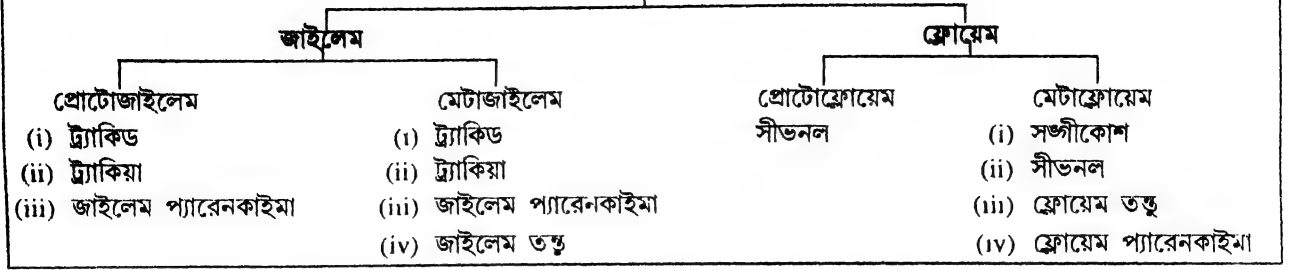 জাইলেম ফ্লোয়েম
প্রোটোজাইলেম মেটাজাইলেম প্রোটোফ্লোয়েম মেটাফ্লোয়েম
(i) ট্র্যাকিড (i) ট্র্যাকিড সীভনল (i) সঙ্গীকোশ
(ii) ট্র্যাকিয়া (ii) ট্র্যাকিয়া (ii) সীভনল
(iii) জাইলেম প্যারেনকাইমা (iii) জাইলেম প্যারেনকাইমা (iii) ফ্লোয়েম তন্তু
(iv) জাইলেম তন্তু (iv) ফ্লোয়েম প্যারেনকাইমা